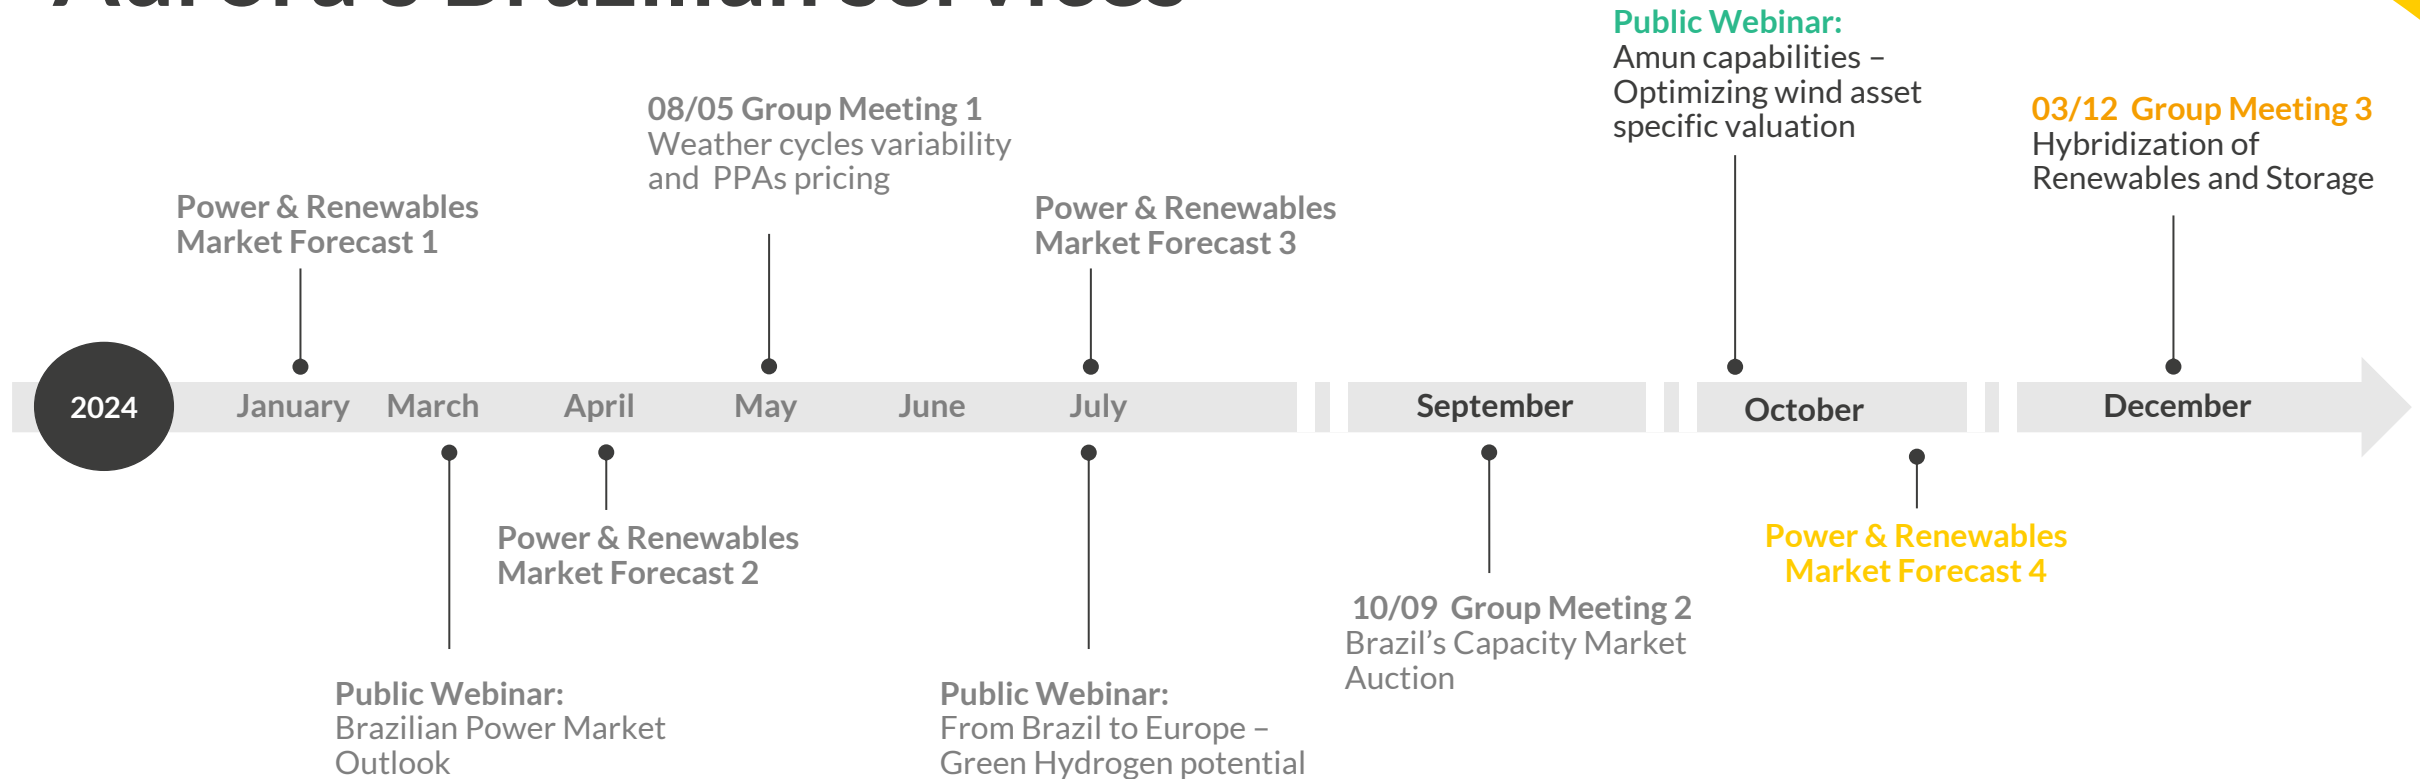 Aurora's Brazilian services
Public Webinar:
Amun capabilities –
Optimizing wind asset
specific valuation
08/05 Group Meeting 1
Weather cycles variability
and  PPAs pricing
03/12  Group Meeting 3
Hybridization of
Renewables and Storage
Power & Renewables
Market Forecast 1
Power & Renewables
Market Forecast 3
2024
January
March
April
May
June
July
September
October
December
Power & Renewables
Market Forecast 2
Power & Renewables
Market Forecast 4
10/09  Group Meeting 2
Brazil’s Capacity Market
Auction
Public Webinar:
Brazilian Power Market
Outlook
Public Webinar:
From Brazil to Europe –
Green Hydrogen potential